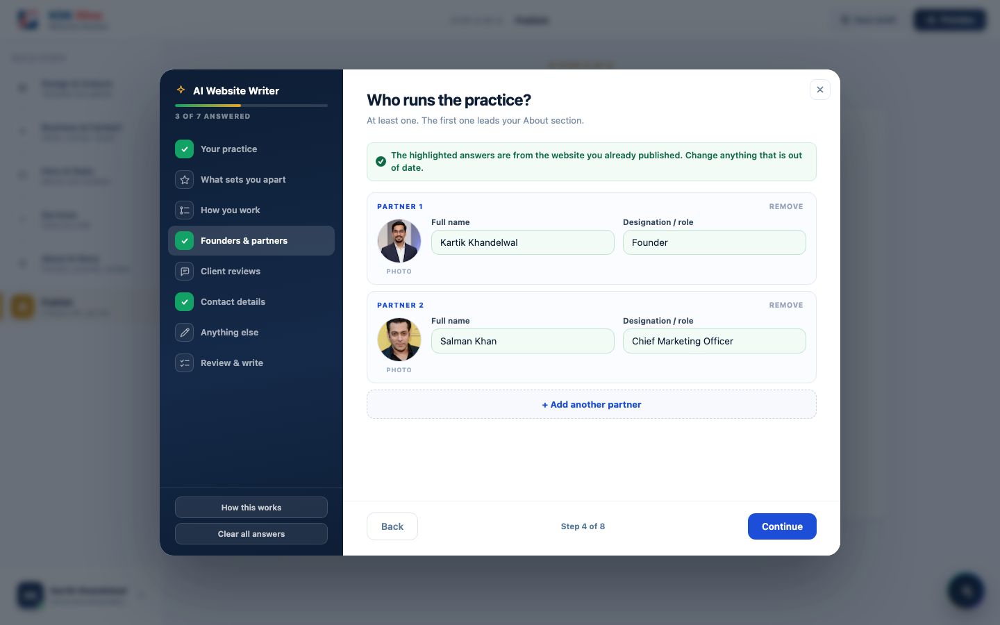 AI Website Writer
3 OF 7 ANSWERED
Your practice
What sets you apart
How you work
Founders & partners
Client reviews
Contact details
Anything else
Review & write
How this works
Clear all answers
Who runs the practice?
At least one. The first one leads your About section.
The highlighted answers are from the website you already published. Change anything that is out
of date.
PARTNER 1
REMOVE
Full name
Designation / role
Kartik Khandelwal
Founder
PHOTO
PARTNER 2
REMOVE
Full name
Designation / role
Salman Khan
Chief Marketing Officer
PHOTO
+ Add another partner
Back
Step 4 of 8
Continue